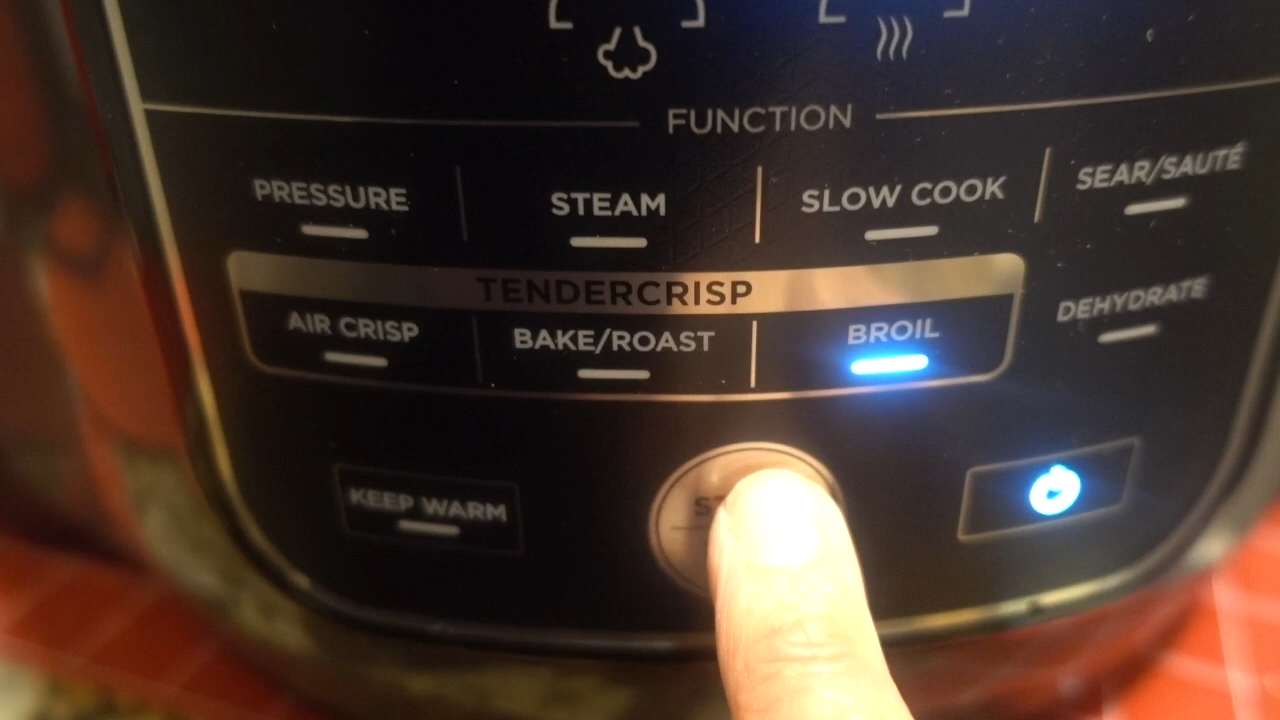 FUNCTION
PRESSURE
STEAM
SLOW COOK
SEAR/SAUTÉ
TENDERCRISP
AIR CRISP
BAKE/ROAST
BROIL
DEHYDRATE
KEEP WARM